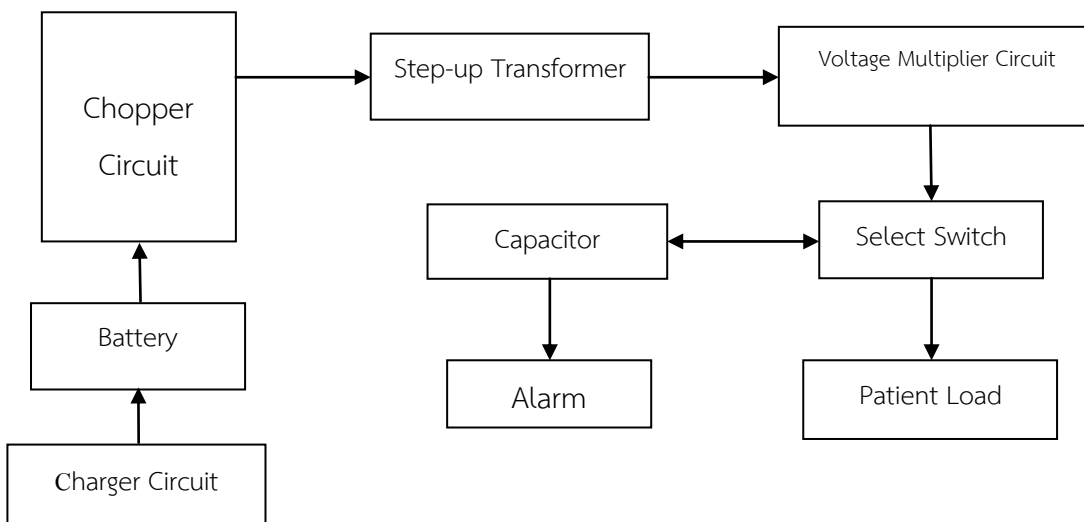 Chopper
Circuit
Step-up Transformer
Voltage Multiplier Circuit
Capacitor
Select Switch
Battery
Alarm
Patient Load
Charger Circuit